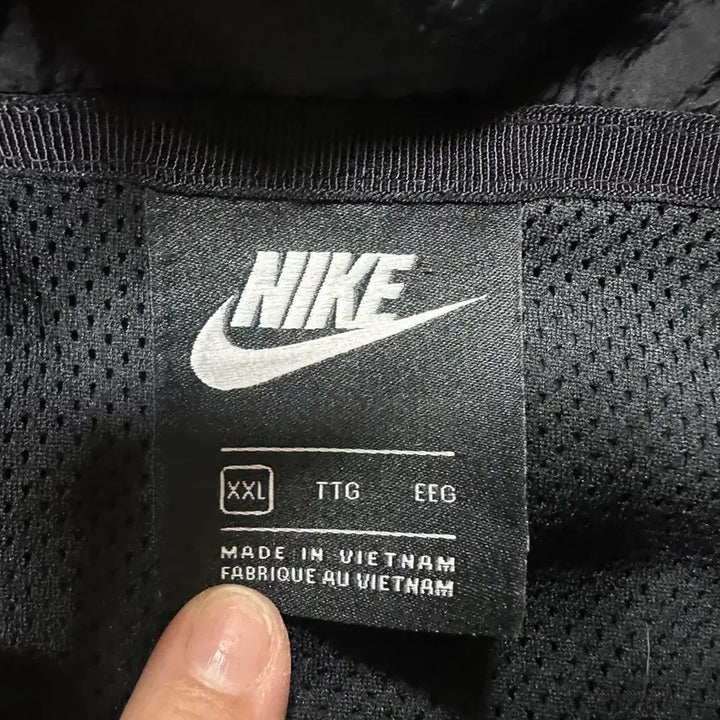 NIKE
XXL TTG EEG
MADE IN VIETNAM
FABRIQUE AU VIETNAM